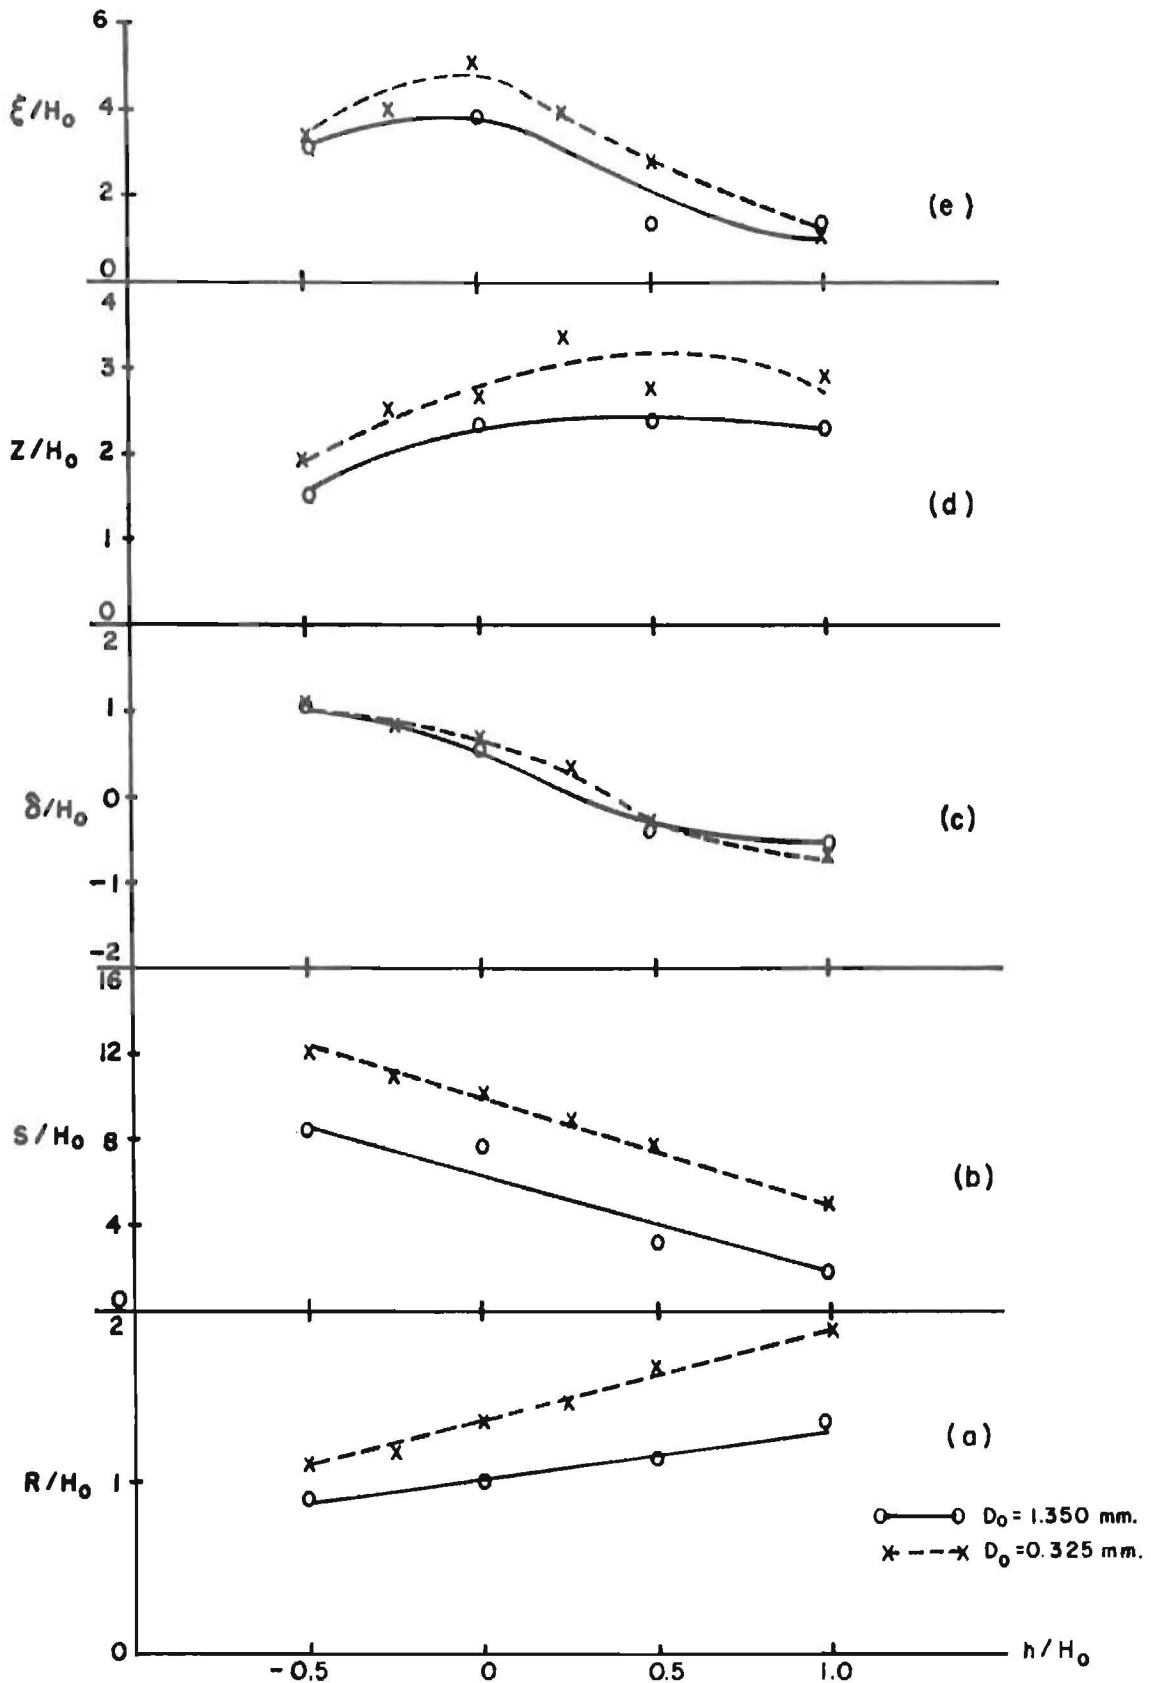 6
ξ/H₀
4
2
(e)
0
4
3
Z/H₀
2
(d)
1
0
2
1
δ/H₀
0
(c)
-1
-2
16
12
S/H₀
8
(b)
4
0
2
(a)
R/H₀
1
D₀ = 1.350 mm.
D₀ = 0.325 mm.
0
-0.5
0
0.5
1.0
h/H₀